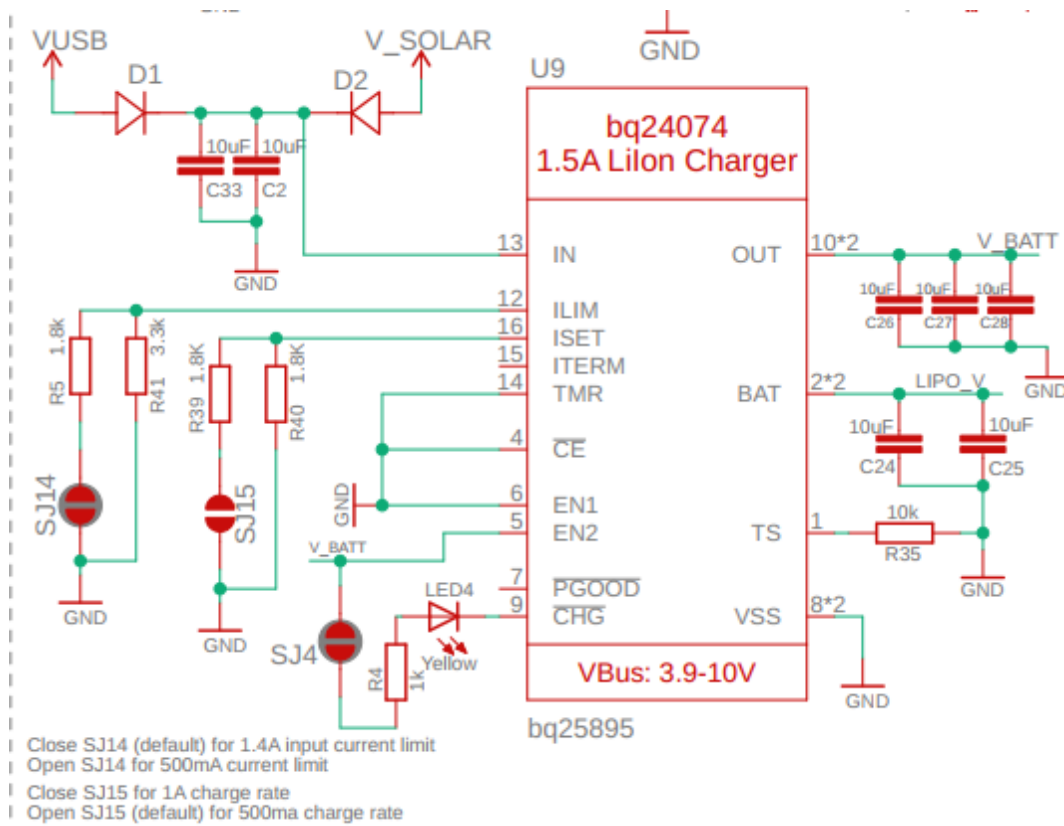 VUSB
V_SOLAR
GND
D1
D2
U9
10uF
10uF
C33
C2
GND
bq24074
1.5A LiIon Charger
13
IN
OUT
10*2
V_BATT
12
ILIM
16
ISET
15
ITERM
14
TMR
BAT
2*2
LIPO_V
4
CE
6
EN1
5
EN2
TS
1
7
PGOOD
9
CHG
VSS
8*2
10uF
10uF
10uF
C26
C27
C28
GND
10uF
10uF
C24
C25
10k
R35
GND
GND
1.8k
R5
3.3k
R41
1.8K
R39
1.8K
R40
SJ14
SJ15
GND
GND
GND
V_BATT
SJ4
LED4
Yellow
R4
1k
VBus: 3.9-10V
bq25895
Close SJ14 (default) for 1.4A input current limit
Open SJ14 for 500mA current limit
Close SJ15 for 1A charge rate
Open SJ15 (default) for 500ma charge rate